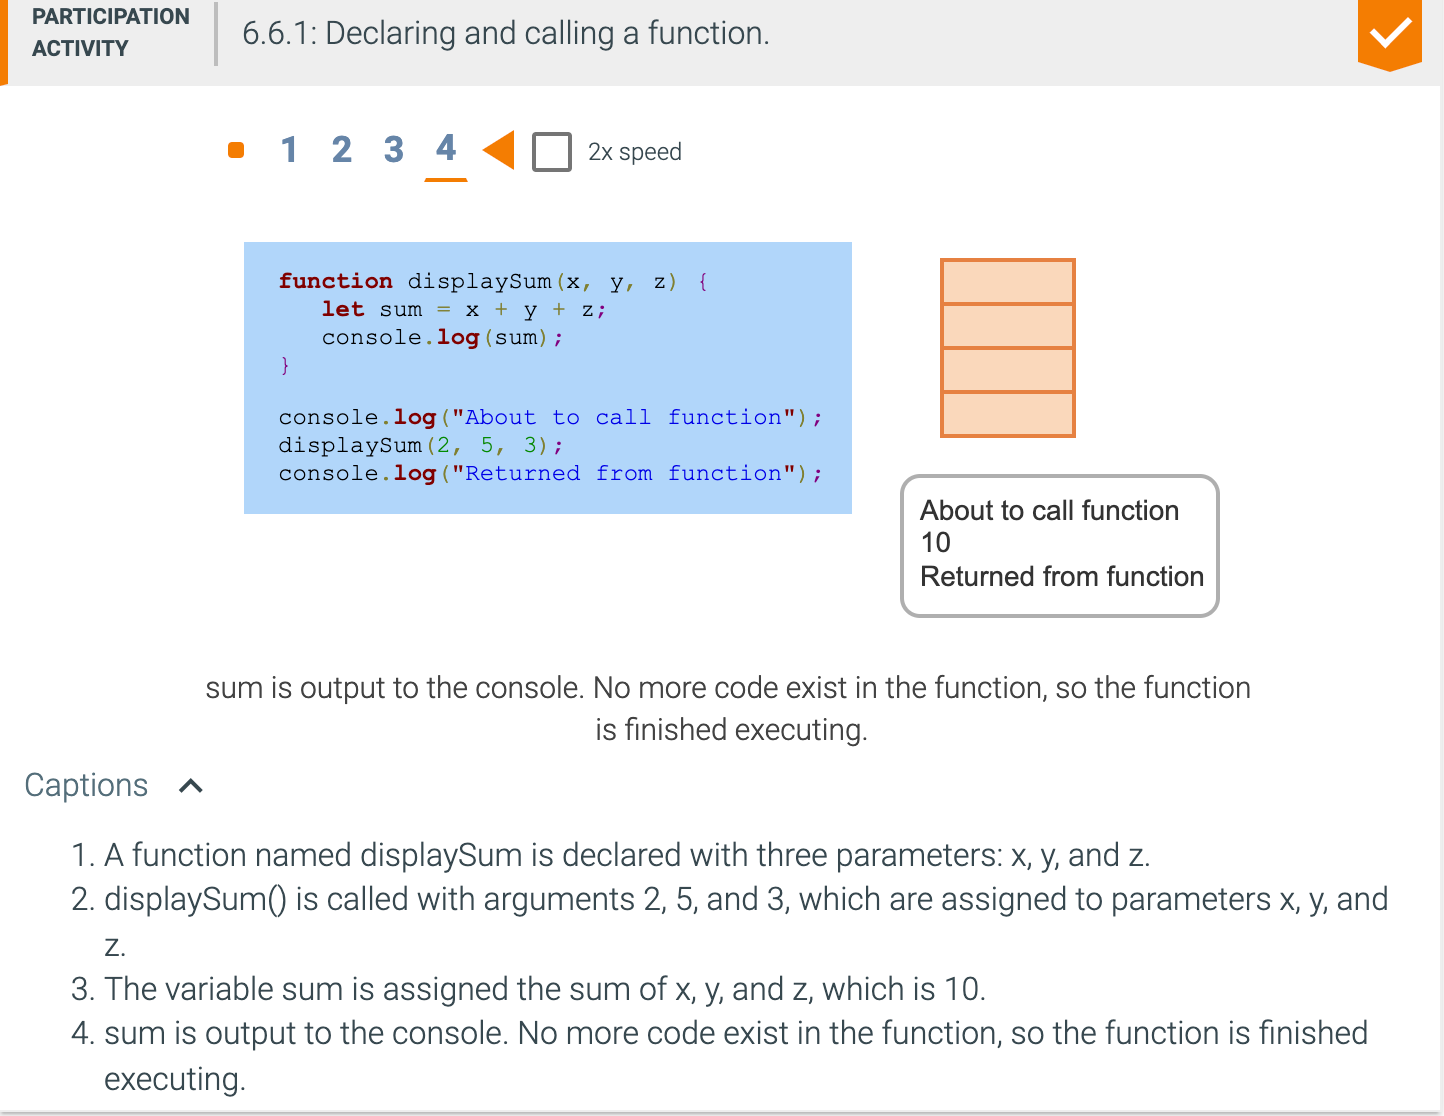 PARTICIPATION
ACTIVITY
6.6.1: Declaring and calling a function.
1 2 3 4 2x speed
function displaySum(x, y, z) {
   let sum = x + y + z;
   console.log(sum);
}
console.log("About to call function");
displaySum(2, 5, 3);
console.log("Returned from function");
About to call function
10
Returned from function
sum is output to the console. No more code exist in the function, so the function
is finished executing.
Captions
1. A function named displaySum is declared with three parameters: x, y, and z.
2. displaySum() is called with arguments 2, 5, and 3, which are assigned to parameters x, y, and
z.
3. The variable sum is assigned the sum of x, y, and z, which is 10.
4. sum is output to the console. No more code exist in the function, so the function is finished
executing.